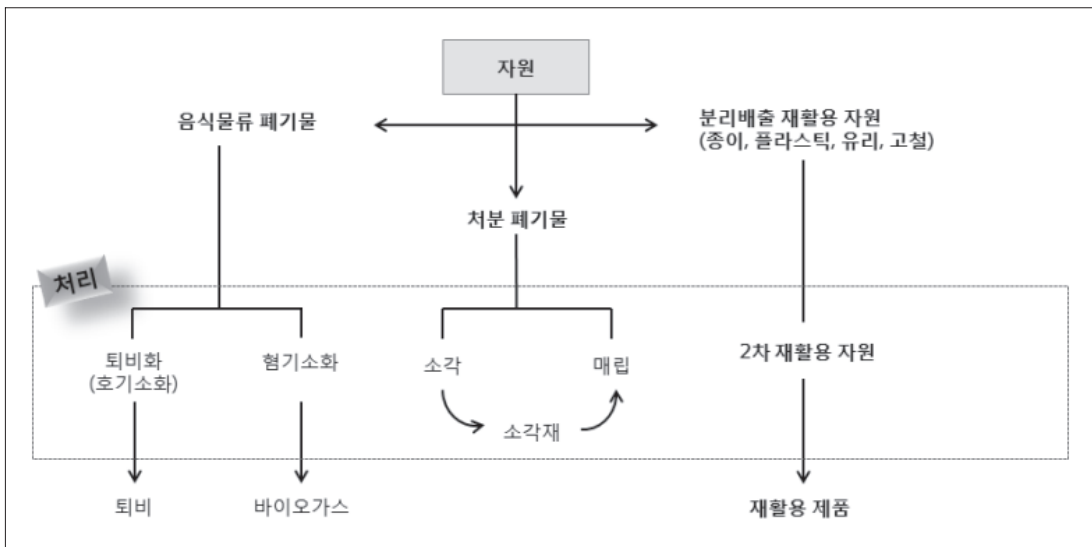 자원
음식물류 폐기물
분리배출 재활용 자원
(종이, 플라스틱, 유리, 고철)
처분 폐기물
처리
퇴비화
(호기소화)
혐기소화
소각
매립
2차 재활용 자원
소각재
퇴비
바이오가스
재활용 제품